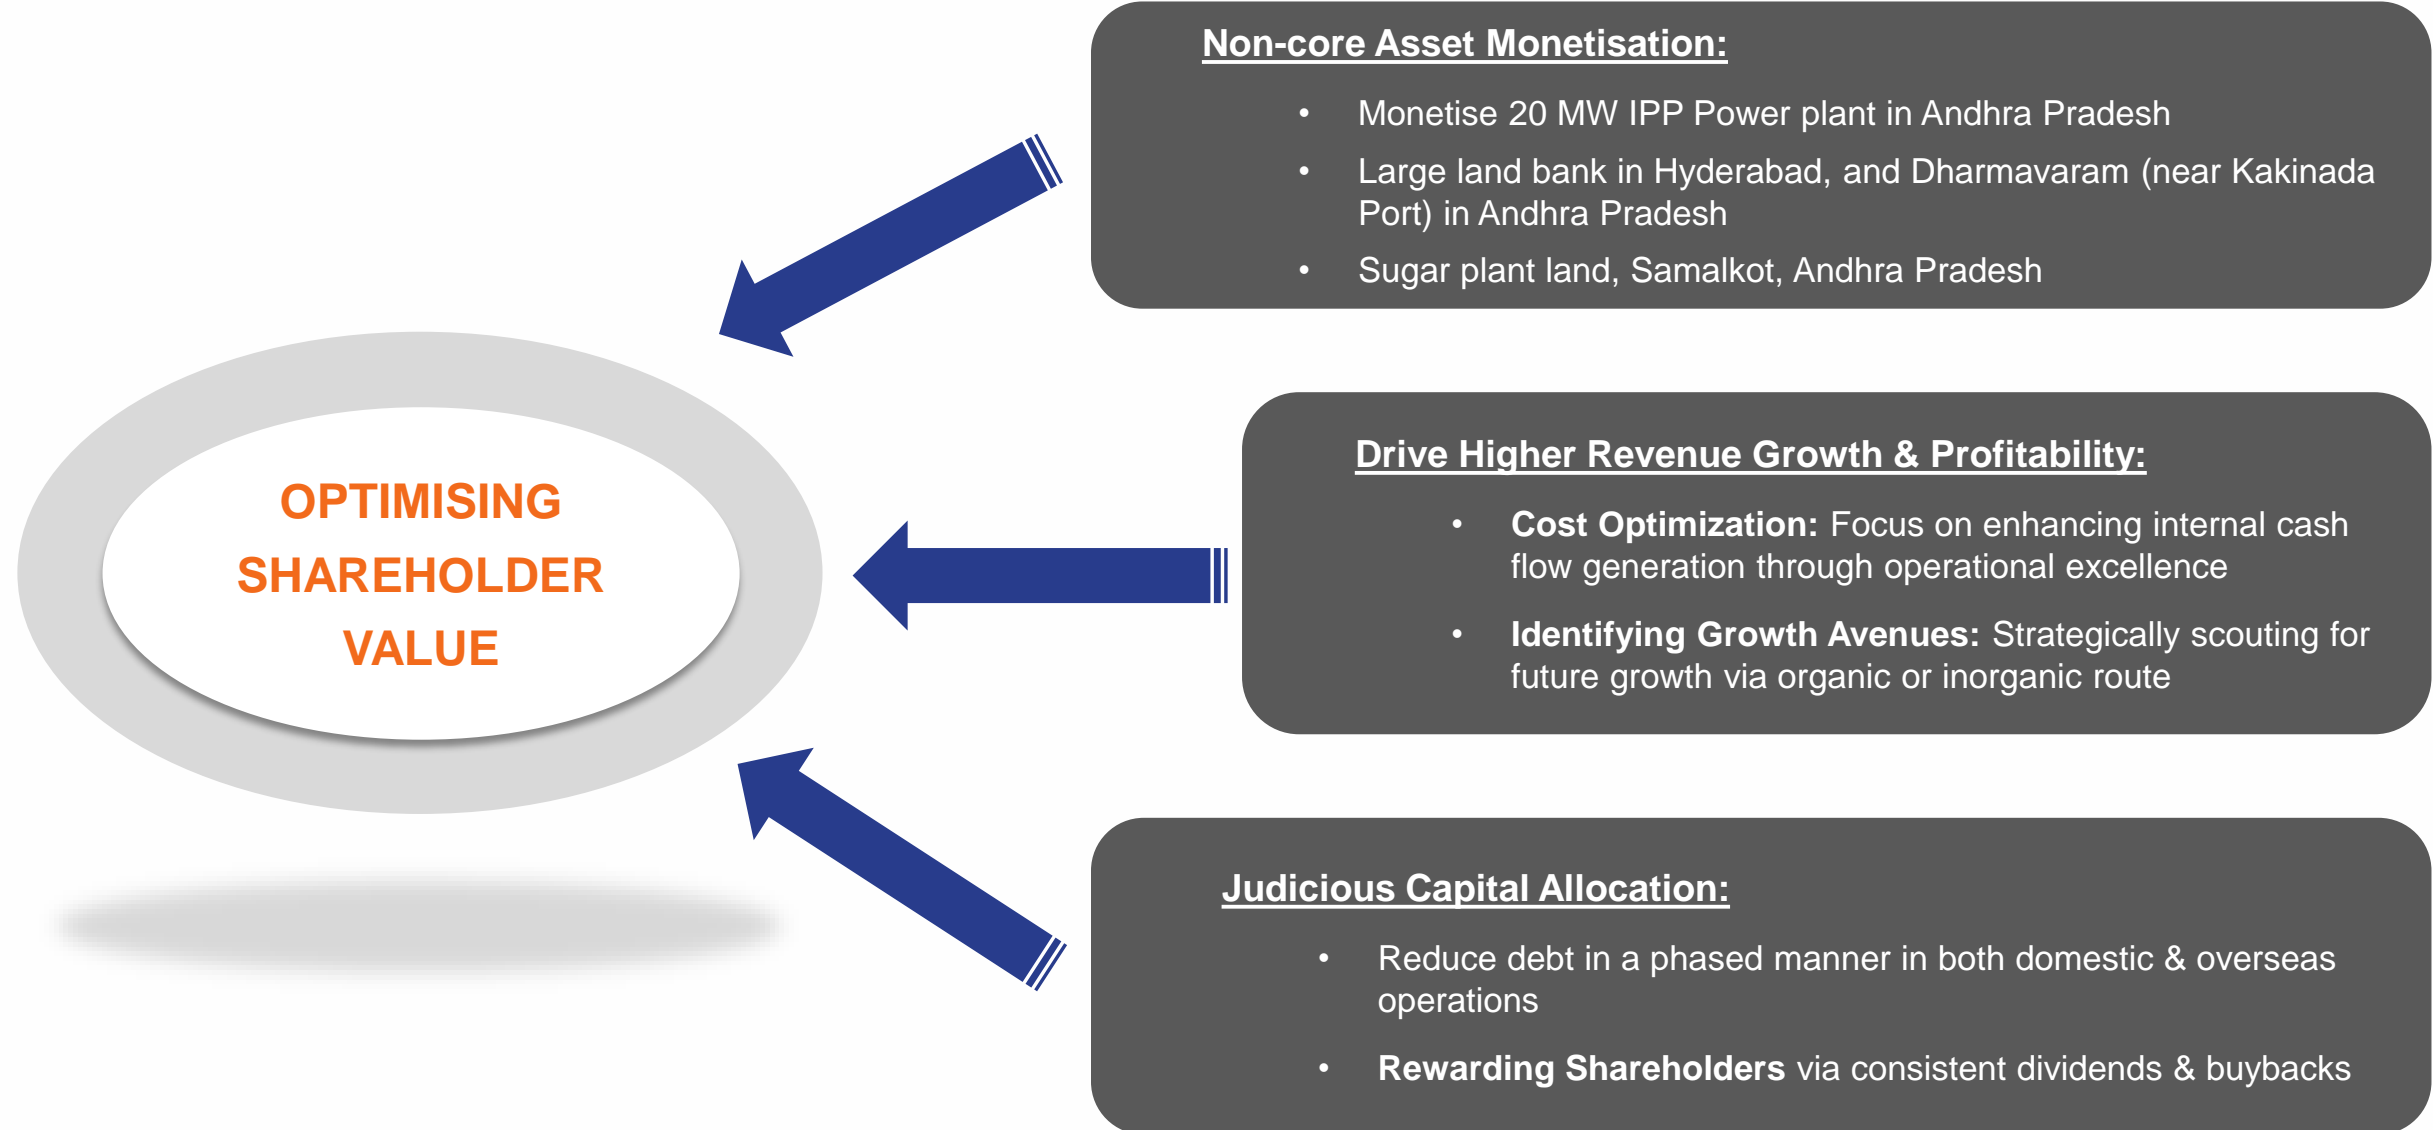 Non-core Asset Monetisation:
• Monetise 20 MW IPP Power plant in Andhra Pradesh
• Large land bank in Hyderabad, and Dharmavaram (near Kakinada
Port) in Andhra Pradesh
• Sugar plant land, Samalkot, Andhra Pradesh
OPTIMISING
SHAREHOLDER
VALUE
Drive Higher Revenue Growth & Profitability:
• Cost Optimization: Focus on enhancing internal cash
flow generation through operational excellence
• Identifying Growth Avenues: Strategically scouting for
future growth via organic or inorganic route
Judicious Capital Allocation:
• Reduce debt in a phased manner in both domestic & overseas
operations
• Rewarding Shareholders via consistent dividends & buybacks